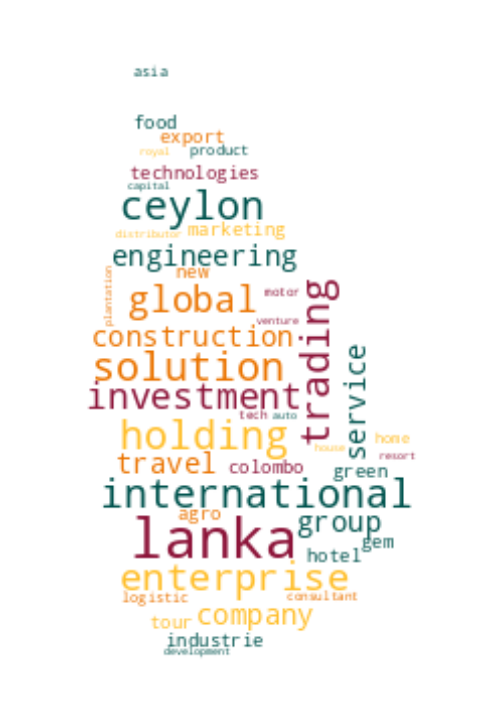 asia
food
export
royal product
technologies
capital
ceylon
distributor marketing
engineering
new
plantation
global motor
venture
trading
construction
solution
service
investment
tech auto
holding home
house
travel colombo resort
green
international
agro
group
lanka gem
hotel
enterprise
logistic consultant
tour company
industrie
development